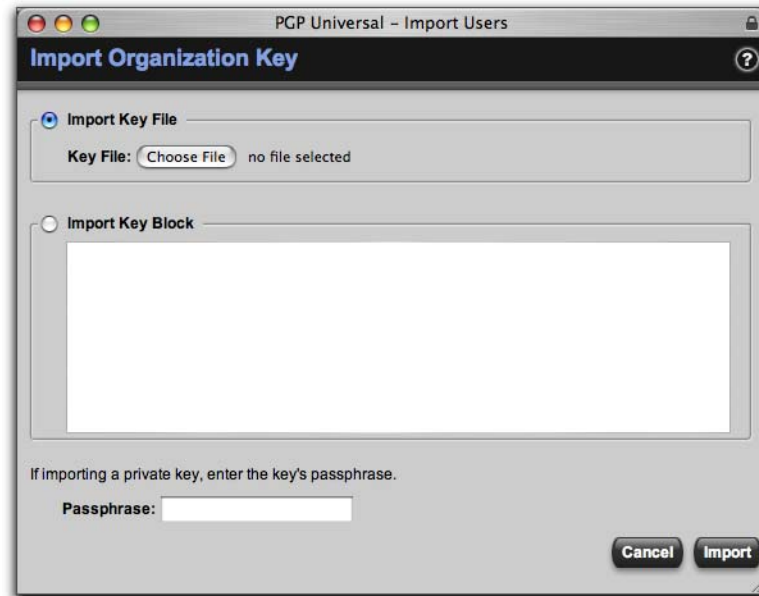 PGP Universal – Import Users
Import Organization Key
?
Import Key File
Key File: Choose File no file selected
Import Key Block
If importing a private key, enter the key's passphrase.
Passphrase:
Cancel Import